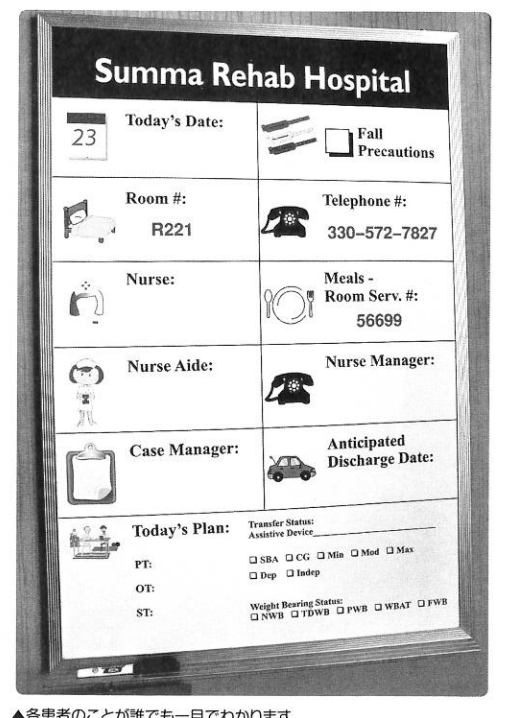 Summa Rehab Hospital
23
Today's Date:
Fall
Precautions
Room #:
R221
Telephone #:
330-572-7827
Nurse:
Meals -
Room Serv. #:
56699
Nurse Aide:
Nurse Manager:
Case Manager:
Anticipated
Discharge Date:
Today's Plan:
PT:
OT:
ST:
Transfer Status:
Assistive Device
❑ SBA ❑ CG ❑ Min ❑ Mod ❑ Max
❑ Dep ❑ Indep
Weight Bearing Status:
❑ NWB ❑ TDWB ❑ PWB ❑ WBAT ❑ FWB
▲各患者のことが誰でも一目でわかります